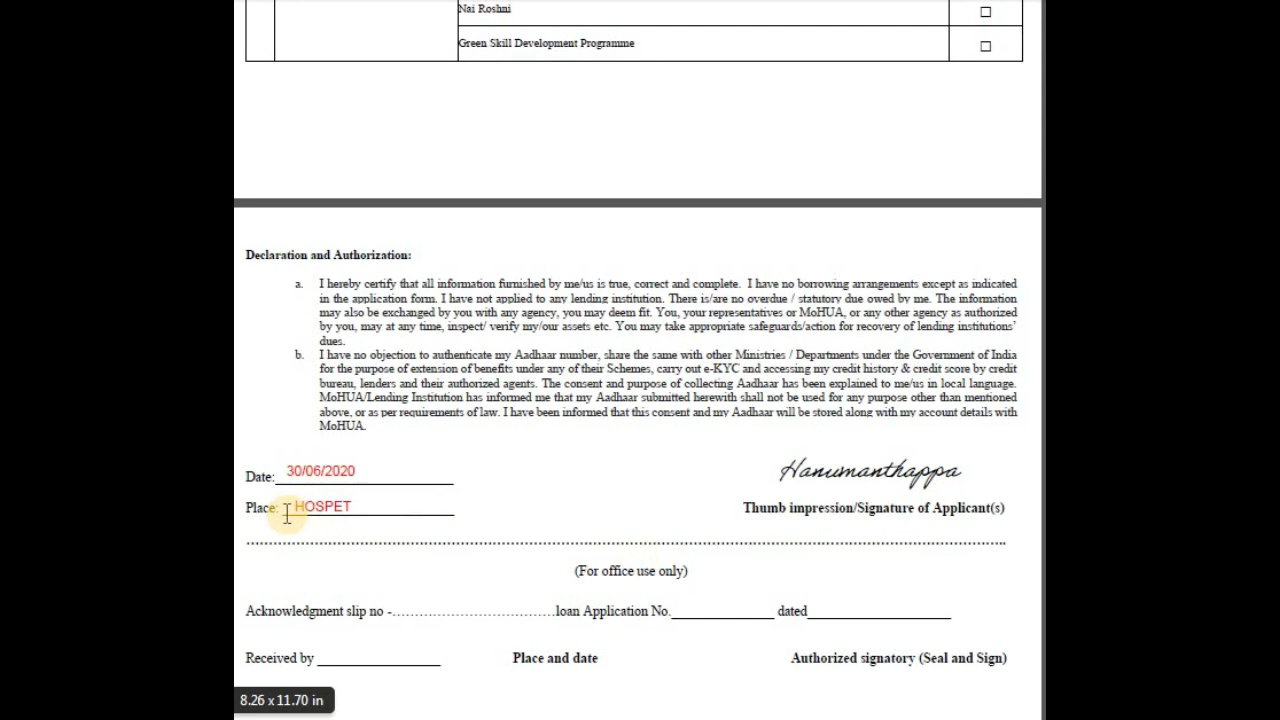 Nai Roshni
Green Skill Development Programme
Declaration and Authorization:
a. I hereby certify that all information furnished by me/us is true, correct and complete. I have no borrowing arrangements except as indicated
in the application form. I have not applied to any lending institution. There is/are no overdue / statutory due owed by me. The information
may also be exchanged by you with any agency, you may deem fit. You, your representatives or MoHUA, or any other agency as authorized
by you, may at any time, inspect/ verify my/our assets etc. You may take appropriate safeguards/action for recovery of lending institutions’
dues.
b. I have no objection to authenticate my Aadhaar number, share the same with other Ministries / Departments under the Government of India
for the purpose of extension of benefits under any of their Schemes, carry out e-KYC and accessing my credit history & credit score by credit
bureau, lenders and their authorized agents. The consent and purpose of collecting Aadhaar has been explained to me/us in local language.
MoHUA/Lending Institution has informed me that my Aadhaar submitted herewith shall not be used for any purpose other than mentioned
above, or as per requirements of law. I have been informed that this consent and my Aadhaar will be stored along with my account details with
MoHUA.
Date: 30/06/2020 Hanumanthappa
Place: HOSPET Thumb impression/Signature of Applicant(s)
(For office use only)
Acknowledgment slip no -....................................loan Application No.____________ dated_________________
Received by ______________ Place and date Authorized signatory (Seal and Sign)
8.26 x 11.70 in